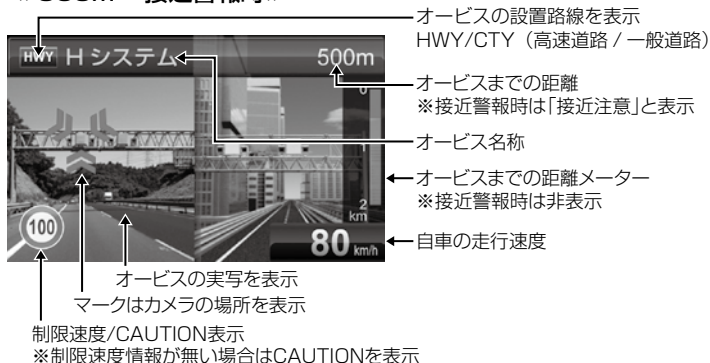 オービスの設置路線を表示
HWY/CTY（高速道路 / 一般道路）
HWY Hシステム 500m
オービスまでの距離
※接近警報時は「接近注意」と表示
0
オービス名称
オービスまでの距離メーター
※接近警報時は非表示
2
km
100
80 km/h
自車の走行速度
オービスの実写を表示
マークはカメラの場所を表示
制限速度/CAUTION表示
※制限速度情報が無い場合はCAUTIONを表示